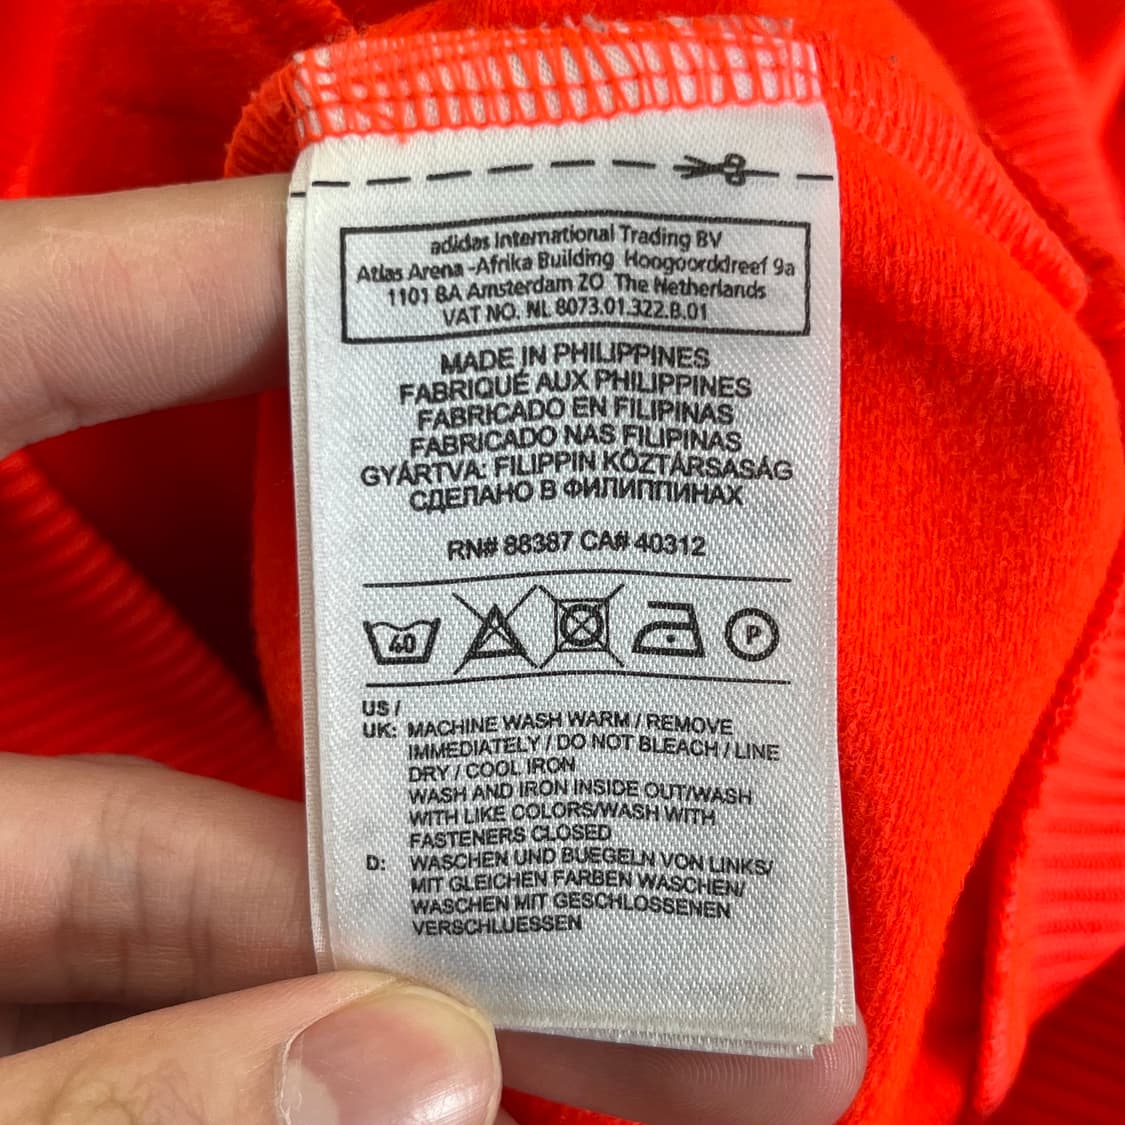 adidas International Trading BV
Atlas Arena -Afrika Building Hoogoorddreef 9a
1101 BA Amsterdam ZO The Netherlands
VAT NO. NL 8073.01.322.B.01
MADE IN PHILIPPINES
FABRIQUÉ AUX PHILIPPINES
FABRICADO EN FILIPINAS
FABRICADO NAS FILIPINAS
GYÁRTVA: FILIPPIN KÖZTÁRSASÁG
СДЕЛАНО В ФИЛИППИНАХ
RN# 88387 CA# 40312
40 P
US /
UK: MACHINE WASH WARM / REMOVE
IMMEDIATELY / DO NOT BLEACH / LINE
DRY / COOL IRON
WASH AND IRON INSIDE OUT/WASH
WITH LIKE COLORS/WASH WITH
FASTENERS CLOSED
D: WASCHEN UND BUEGELN VON LINKS/
MIT GLEICHEN FARBEN WASCHEN/
WASCHEN MIT GESCHLOSSENEN
VERSCHLUESSEN